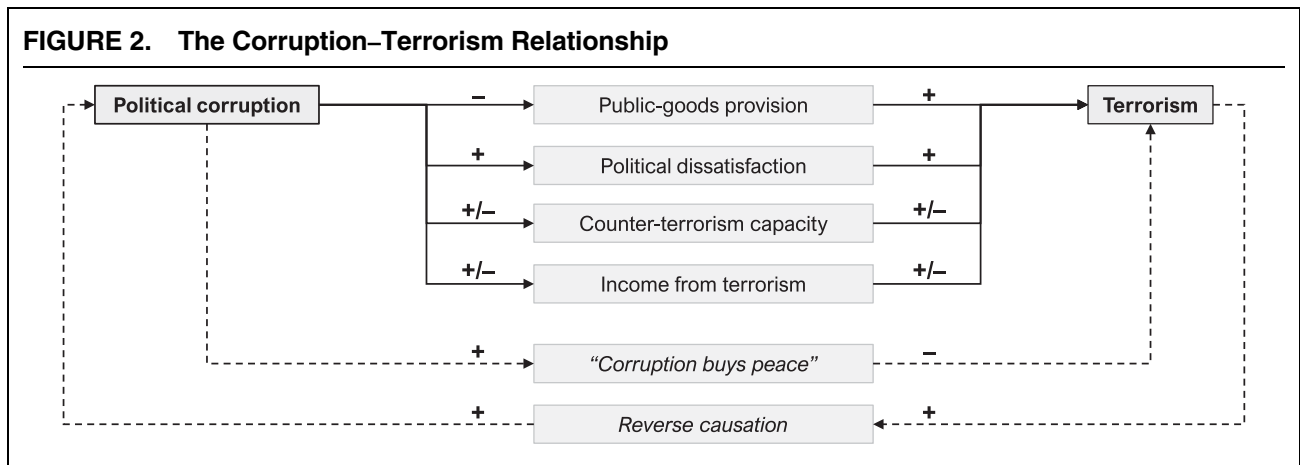 FIGURE 2. The Corruption–Terrorism Relationship
Political corruption – Public-goods provision + Terrorism
+ Political dissatisfaction +
+/– Counter-terrorism capacity +/–
+/– Income from terrorism +/–
+ “Corruption buys peace” –
+ Reverse causation +